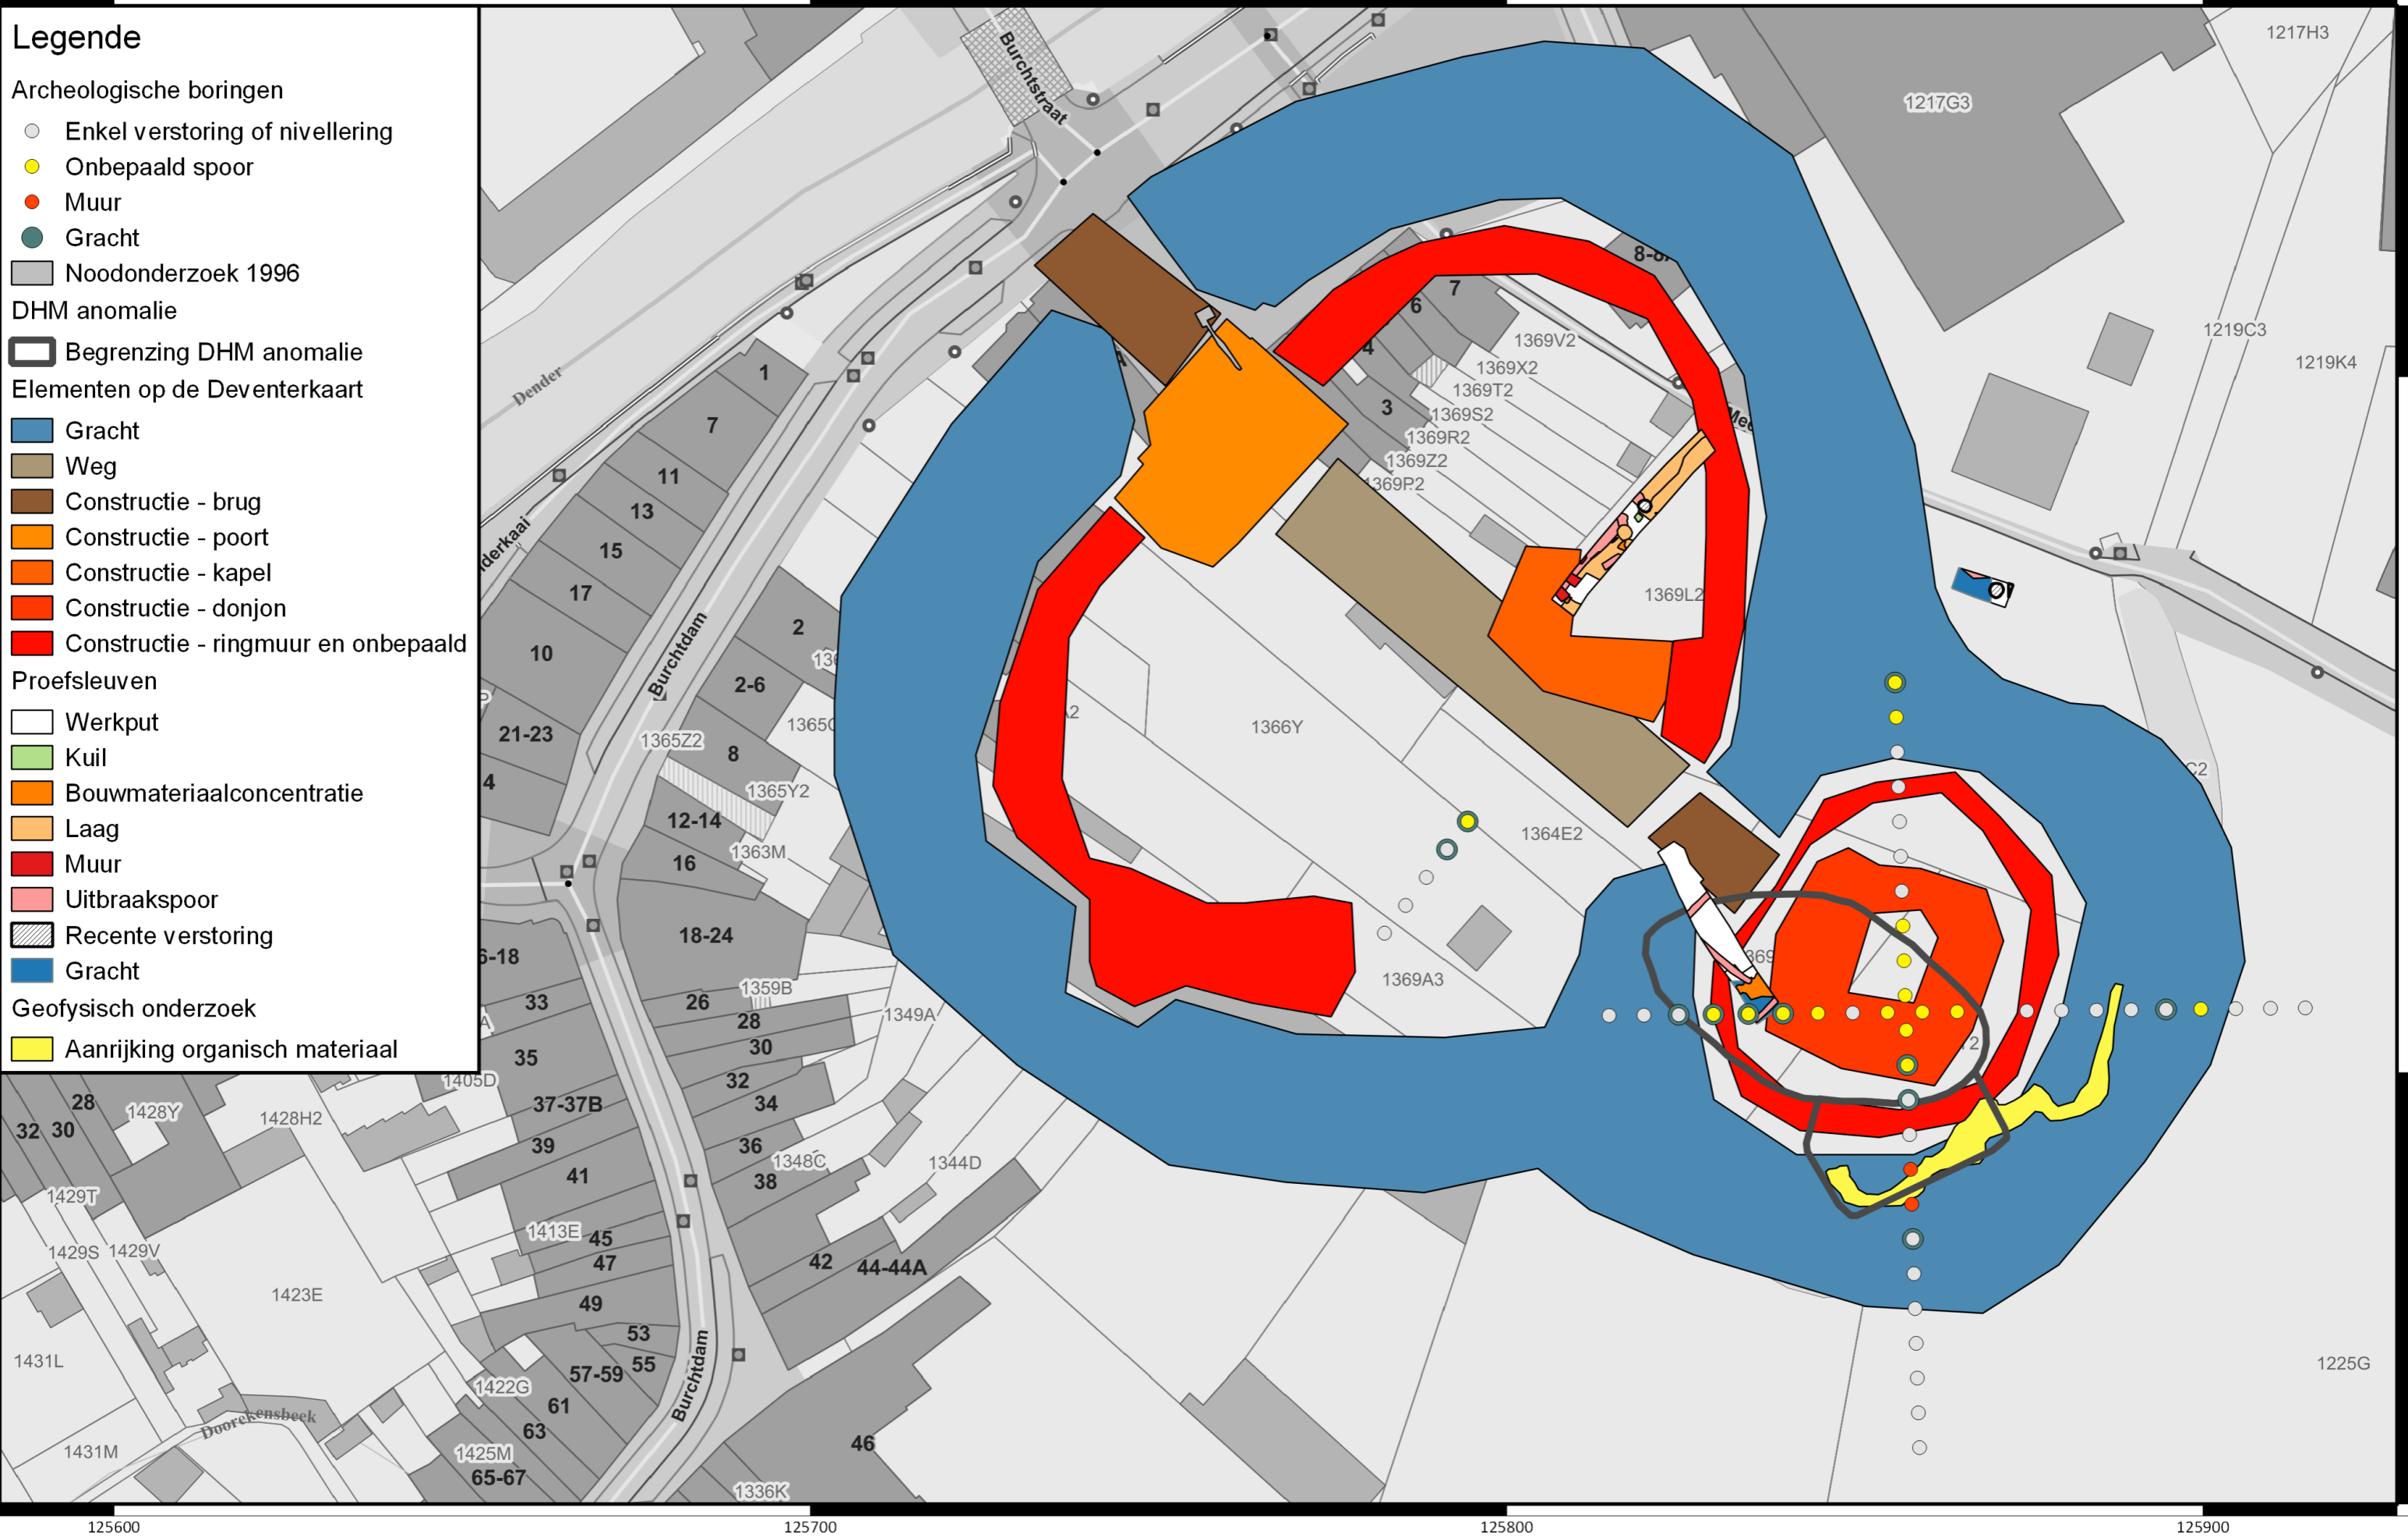 Legende
Archeologische boringen
Enkel verstoring of nivellering
Onbepaald spoor
Muur
Gracht
Noodonderzoek 1996
DHM anomalie
Begrenzing DHM anomalie
Elementen op de Deventerkaart
Gracht
Weg
Constructie - brug
Constructie - poort
Constructie - kapel
Constructie - donjon
Constructie - ringmuur en onbepaald
Proefsleuven
Werkput
Kuil
Bouwmateriaalconcentratie
Laag
Muur
Uitbraakspoor
Recente verstoring
Gracht
Geofysisch onderzoek
Aanrijking organisch materiaal
Burchtstraat
1217H3
1217G3
8-8
7
6
4
3
1369V2
1369X2
1369T2
1369S2
1369R2
1369Z2
1369P2
1219C3
1219K4
Dender
nderkaai
1
7
11
13
15
17
10
21-23
4
Burchtdam
2
2-6
8
1365Z2
1365Y2
12-14
1363M
16
18-24
1359B
26
28
30
1349A
32
34
36
1348C
38
1344D
42
44-44A
46
1336K
1366Y
1364E2
1369L2
1369A3
6-18
33
35
1405D
37-37B
39
41
1413E
45
47
49
53
55
57-59
1422G
61
63
1425M
65-67
Burchtdam
28
30
32
1428Y
1428H2
1429T
1429S
1429V
1423E
1431L
1431M
Doorekensbeek
1225G
125600
125700
125800
125900